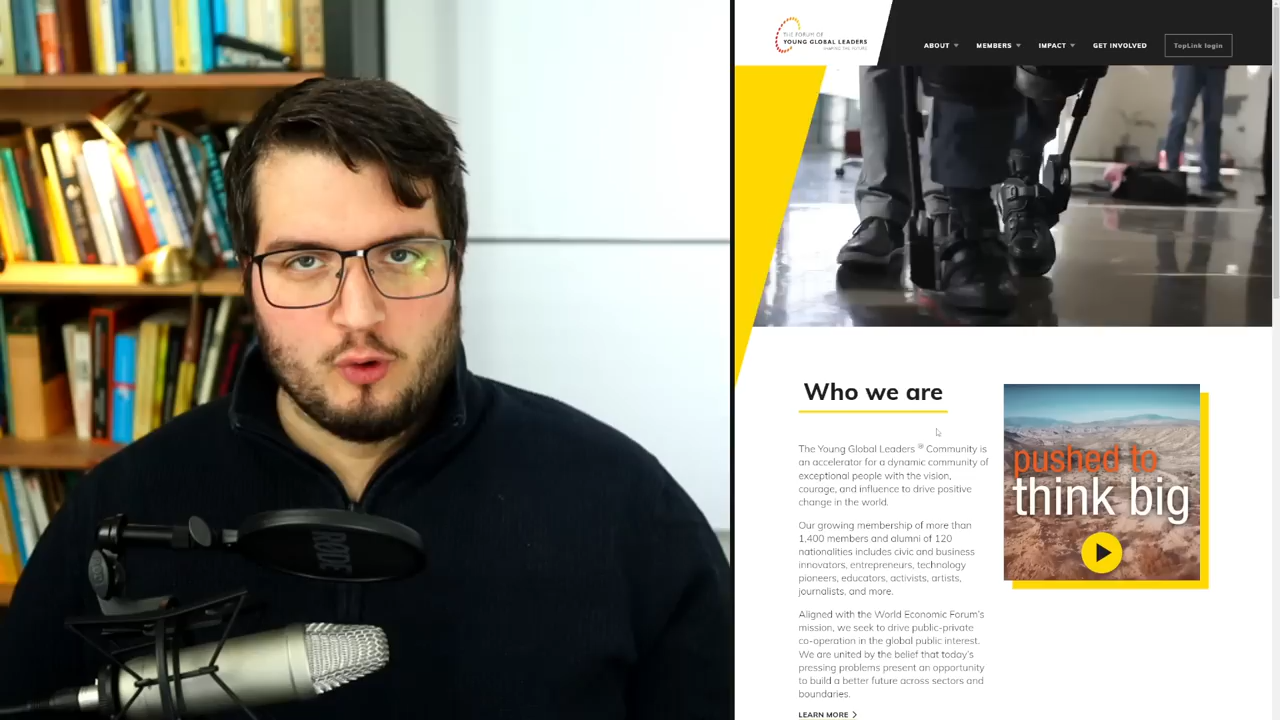 THE FORUM OF
YOUNG GLOBAL LEADERS
SHAPING THE FUTURE
ABOUT
MEMBERS
IMPACT
GET INVOLVED
TopLink login
Who we are
The Young Global Leaders ® Community is
an accelerator for a dynamic community of
exceptional people with the vision,
courage, and influence to drive positive
change in the world.
Our growing membership of more than
1,400 members and alumni of 120
nationalities includes civic and business
innovators, entrepreneurs, technology
pioneers, educators, activists, artists,
journalists, and more.
Aligned with the World Economic Forum's
mission, we seek to drive public-private
co-operation in the global public interest.
We are united by the belief that today's
pressing problems present an opportunity
to build a better future across sectors and
boundaries.
LEARN MORE
pushed to
think big
RØDE